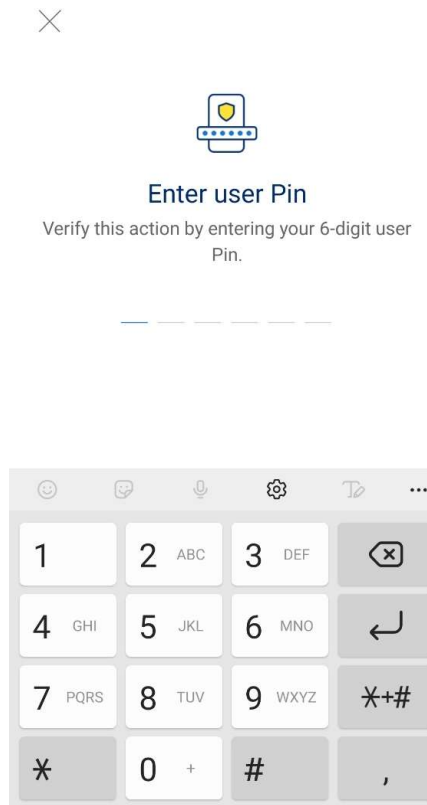 Enter user Pin
Verify this action by entering your 6-digit user
Pin.
1 2 ABC 3 DEF
4 GHI 5 JKL 6 MNO
7 PQRS 8 TUV 9 WXYZ *+#
* 0 + # ,